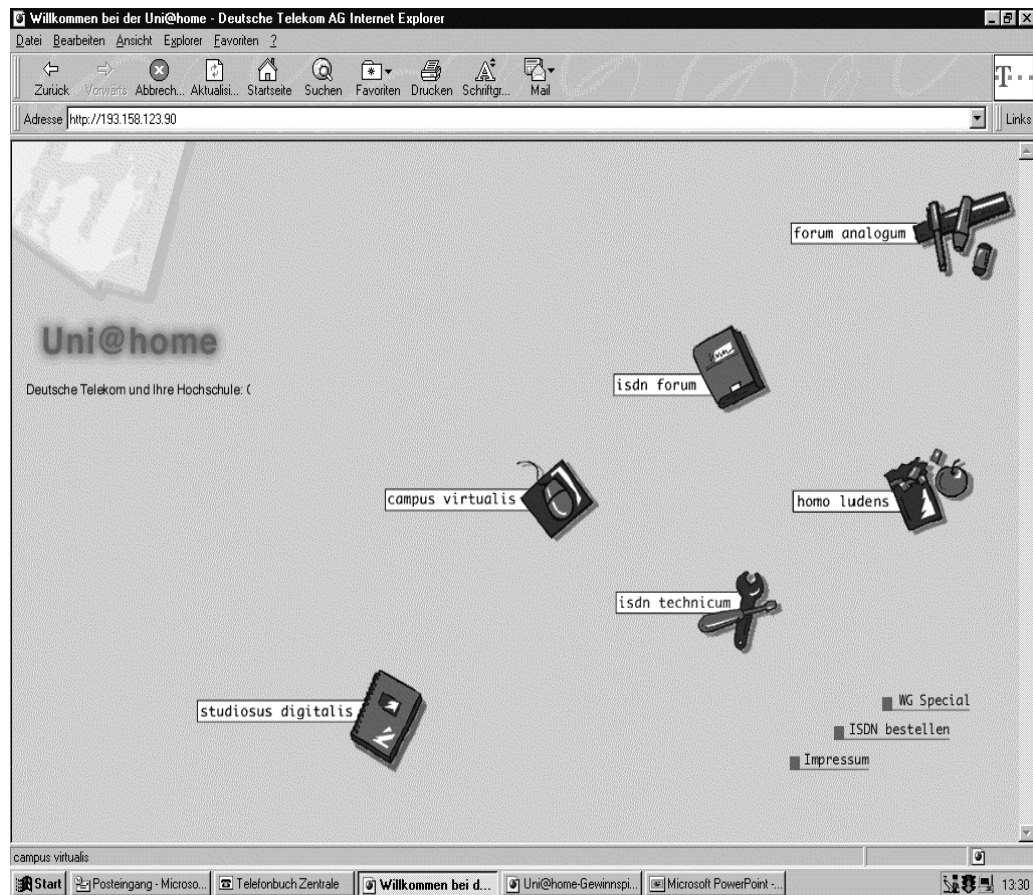 Willkommen bei der Uni@home - Deutsche Telekom AG Internet Explorer
Datei Bearbeiten Ansicht Explorer Favoriten ?
Zurück Vorwärts Abbrech... Aktualisi... Startseite Suchen Favoriten Drucken Schriftgr... Mail
T
Adresse http://193.158.123.90 Links
forum analogum
Uni@home
isdn forum
Deutsche Telekom und Ihre Hochschule: (
campus virtualis
homo ludens
isdn technicum
studiosus digitalis
WG Special
ISDN bestellen
Impressum
campus virtualis
Start Posteingang - Microso... Telefonbuch Zentrale Willkommen bei d... Uni@home-Gewinnspi... Microsoft PowerPoint -... 13:30